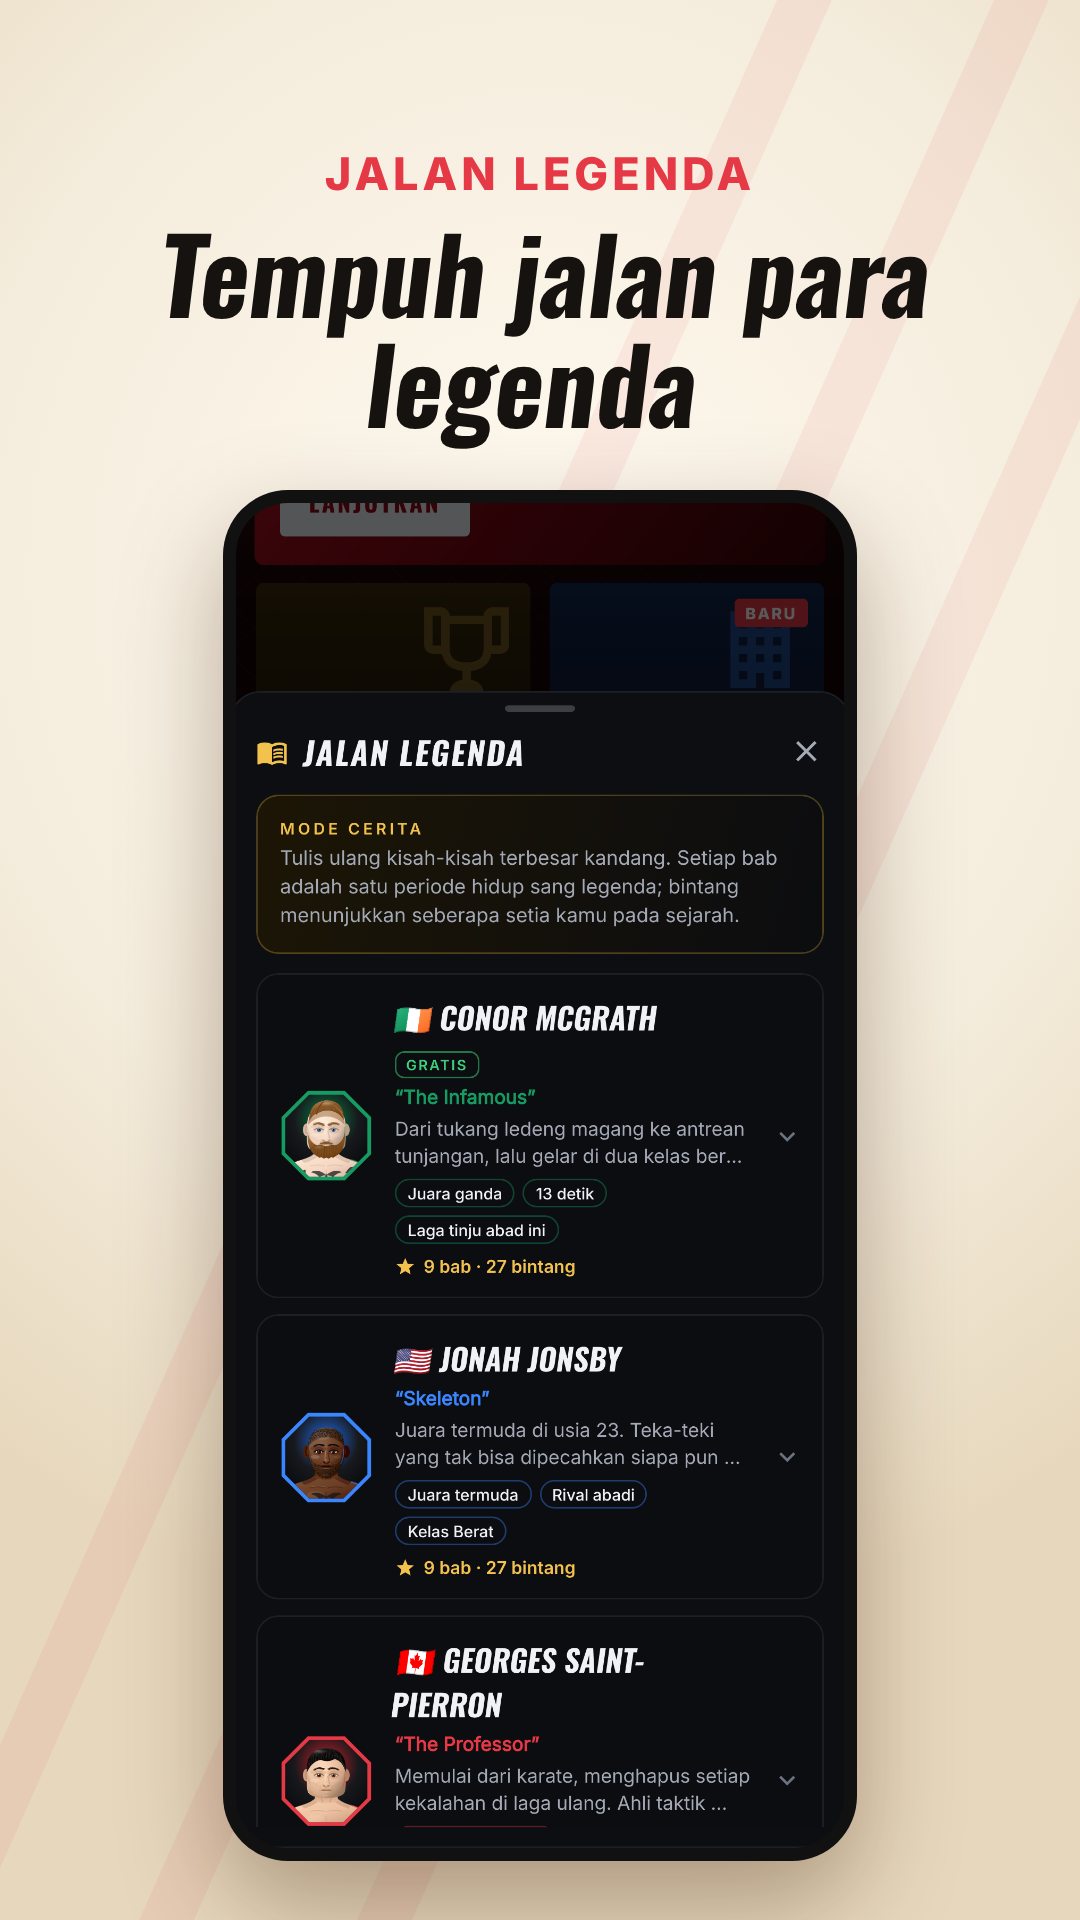 JALAN LEGENDA
Tempuh jalan para
legenda
LANJUTKAN
BARU
JALAN LEGENDA
MODE CERITA
Tulis ulang kisah-kisah terbesar kandang. Setiap bab
adalah satu periode hidup sang legenda; bintang
menunjukkan seberapa setia kamu pada sejarah.
🇮🇪 CONOR MCGRATH
GRATIS
“The Infamous”
Dari tukang ledeng magang ke antrean
tunjangan, lalu gelar di dua kelas ber...
Juara ganda
13 detik
Laga tinju abad ini
★ 9 bab · 27 bintang
🇺🇸 JONAH JONSBY
“Skeleton”
Juara termuda di usia 23. Teka-teki
yang tak bisa dipecahkan siapa pun ...
Juara termuda
Rival abadi
Kelas Berat
★ 9 bab · 27 bintang
🇨🇦 GEORGES SAINT-
PIERRON
“The Professor”
Memulai dari karate, menghapus setiap
kekalahan di laga ulang. Ahli taktik ...